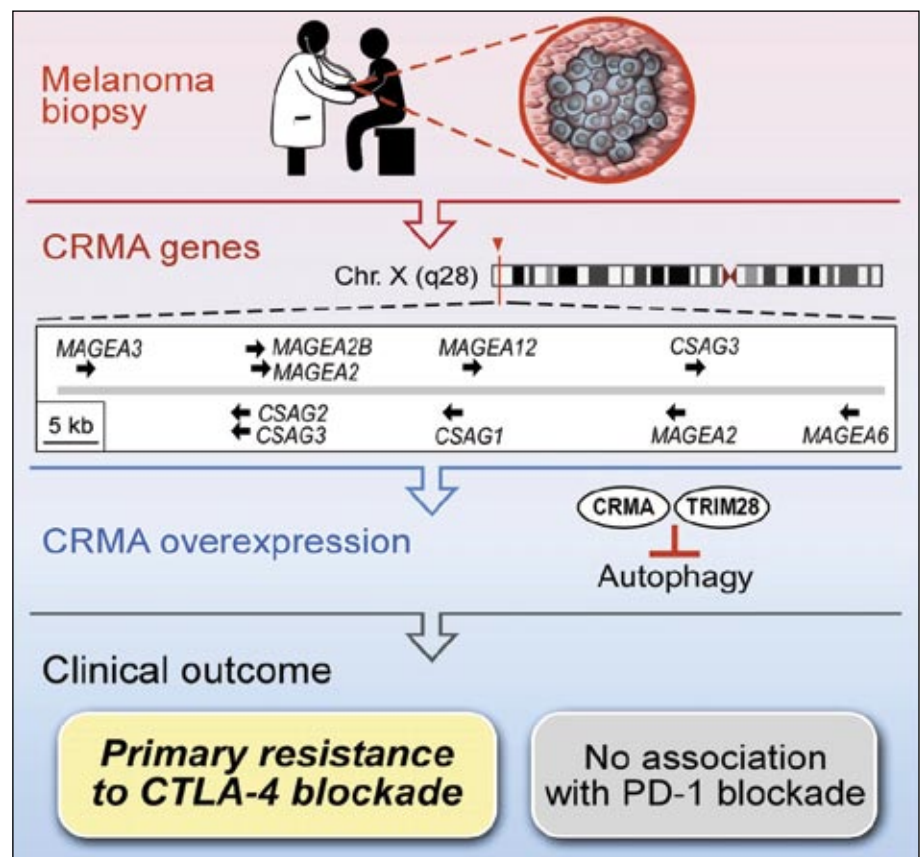 Melanoma
biopsy
CRMA genes
Chr. X (q28)
MAGEA3
MAGEA2B
MAGEA2
MAGEA12
CSAG3
5 kb
CSAG2
CSAG3
CSAG1
MAGEA2
MAGEA6
CRMA overexpression
CRMA TRIM28
Autophagy
Clinical outcome
Primary resistance
to CTLA-4 blockade
No association
with PD-1 blockade